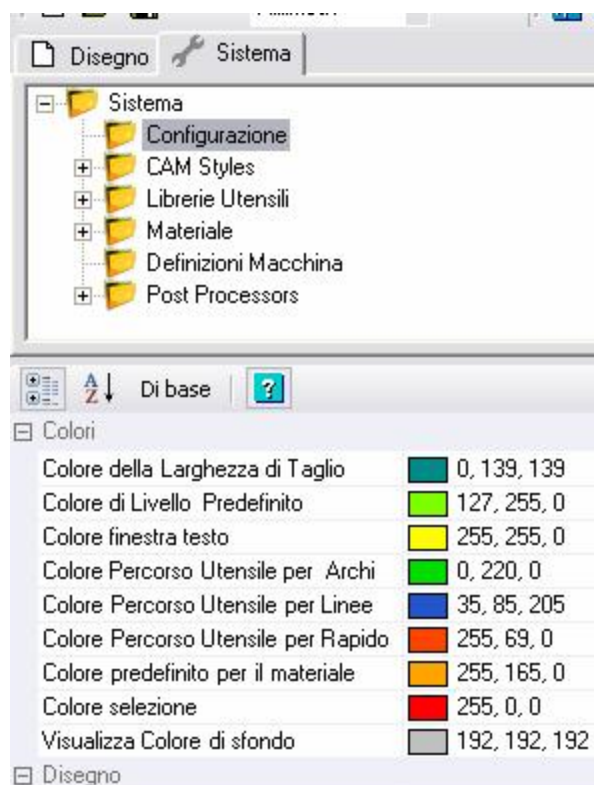 Disegno Sistema
Sistema
Configurazione
CAM Styles
Librerie Utensili
Materiale
Definizioni Macchina
Post Processors
Di base
Colori
Colore della Larghezza di Taglio 0, 139, 139
Colore di Livello Predefinito 127, 255, 0
Colore finestra testo 255, 255, 0
Colore Percorso Utensile per Archi 0, 220, 0
Colore Percorso Utensile per Linee 35, 85, 205
Colore Percorso Utensile per Rapido 255, 69, 0
Colore predefinito per il materiale 255, 165, 0
Colore selezione 255, 0, 0
Visualizza Colore di sfondo 192, 192, 192
Disegno